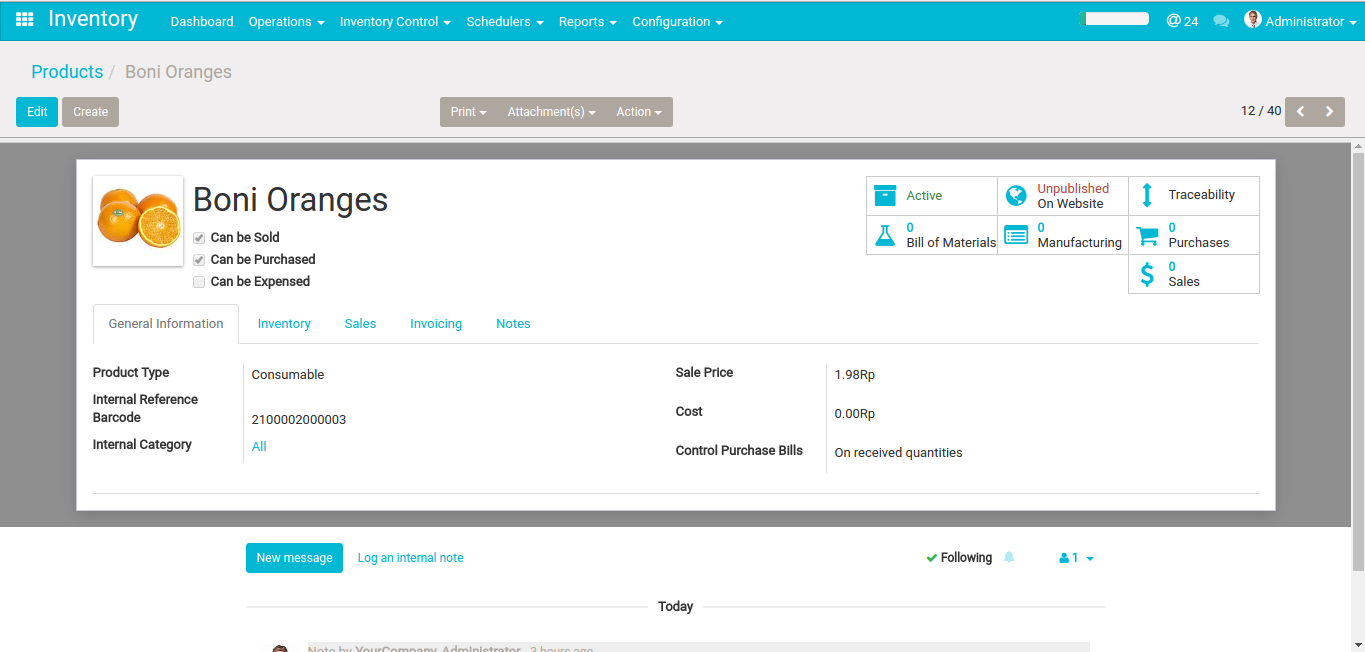 Inventory Dashboard Operations Inventory Control Schedulers Reports Configuration @ 24 Administrator
Products / Boni Oranges
Edit Create Print Attachment(s) Action 12 / 40
Boni Oranges
Can be Sold
Can be Purchased
Can be Expensed
Active
Unpublished
On Website
Traceability
0
Bill of Materials
0
Manufacturing
0
Purchases
0
Sales
General Information Inventory Sales Invoicing Notes
Product Type Consumable
Internal Reference
Barcode 2100002000003
Internal Category All
Sale Price 1.98Rp
Cost 0.00Rp
Control Purchase Bills On received quantities
New message Log an internal note Following 1
Today
Note by YourCompany, Administrator - 3 hours ago